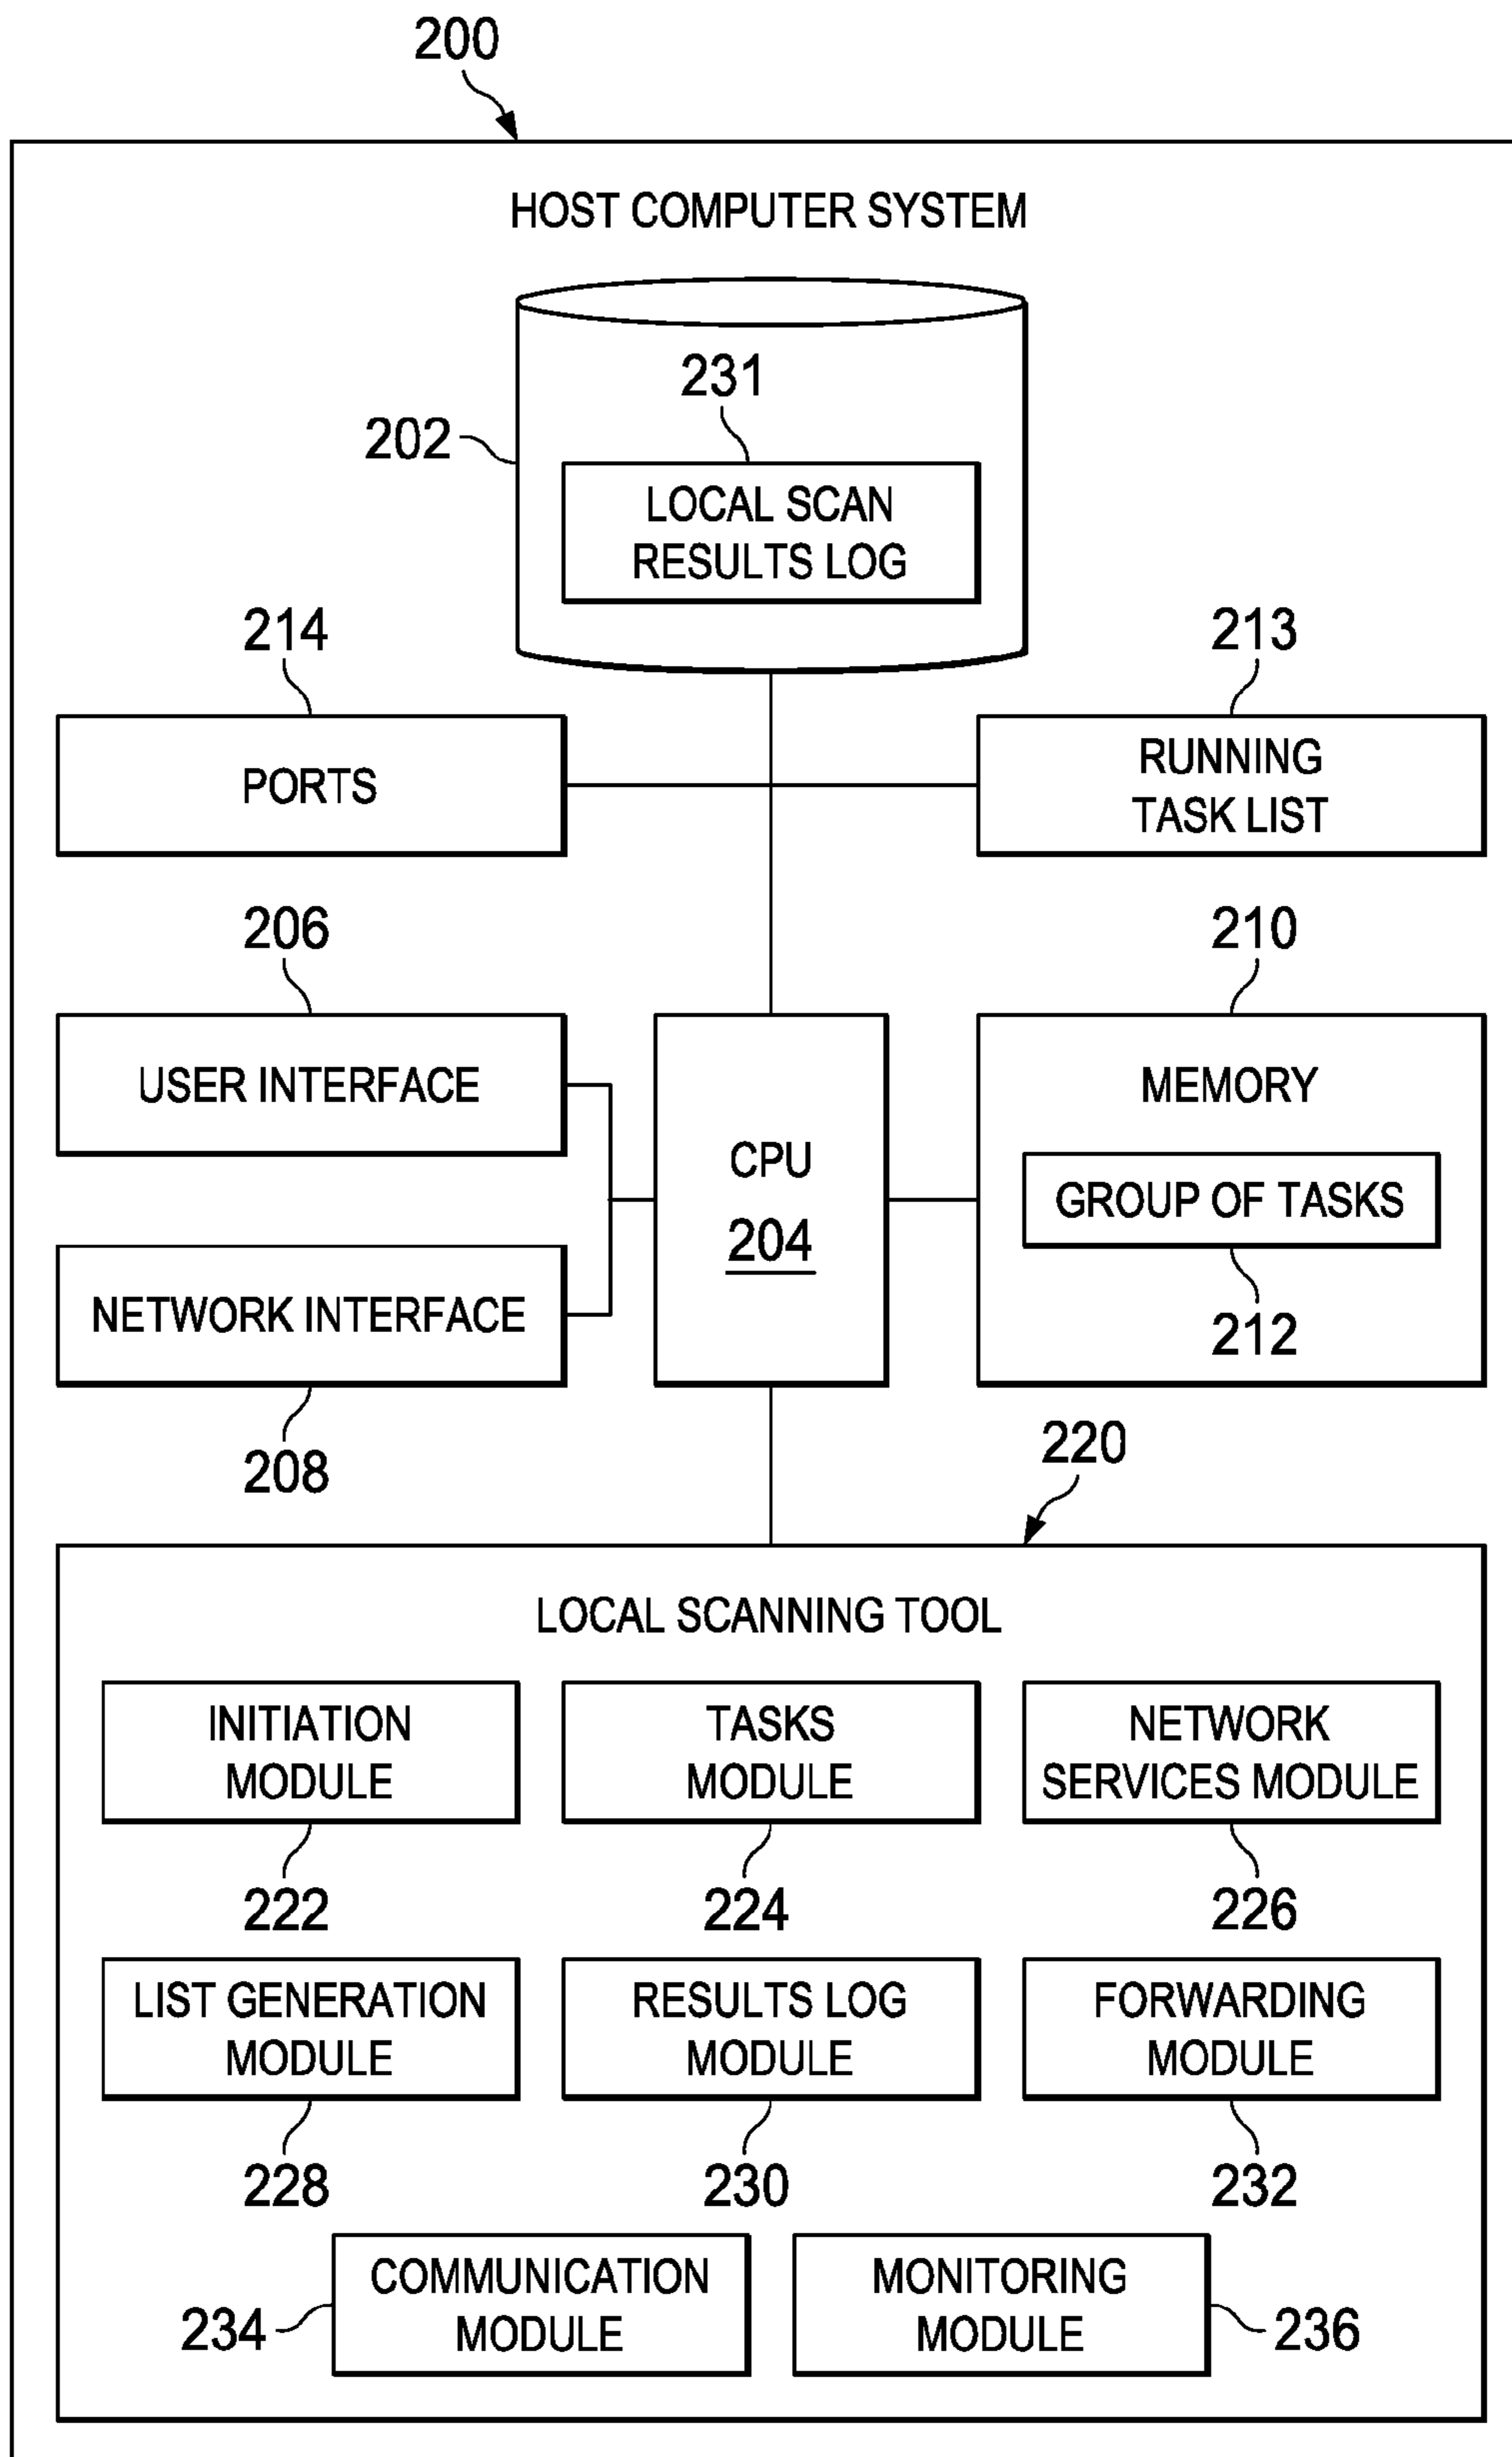 200
HOST COMPUTER SYSTEM
231
202
LOCAL SCAN
RESULTS LOG
214
213
PORTS
RUNNING
TASK LIST
206
210
USER INTERFACE
MEMORY
CPU
204
GROUP OF TASKS
NETWORK INTERFACE
212
208
220
LOCAL SCANNING TOOL
INITIATION
MODULE
TASKS
MODULE
NETWORK
SERVICES MODULE
222
224
226
LIST GENERATION
MODULE
RESULTS LOG
MODULE
FORWARDING
MODULE
228
230
232
COMMUNICATION
MODULE
MONITORING
MODULE
234
236